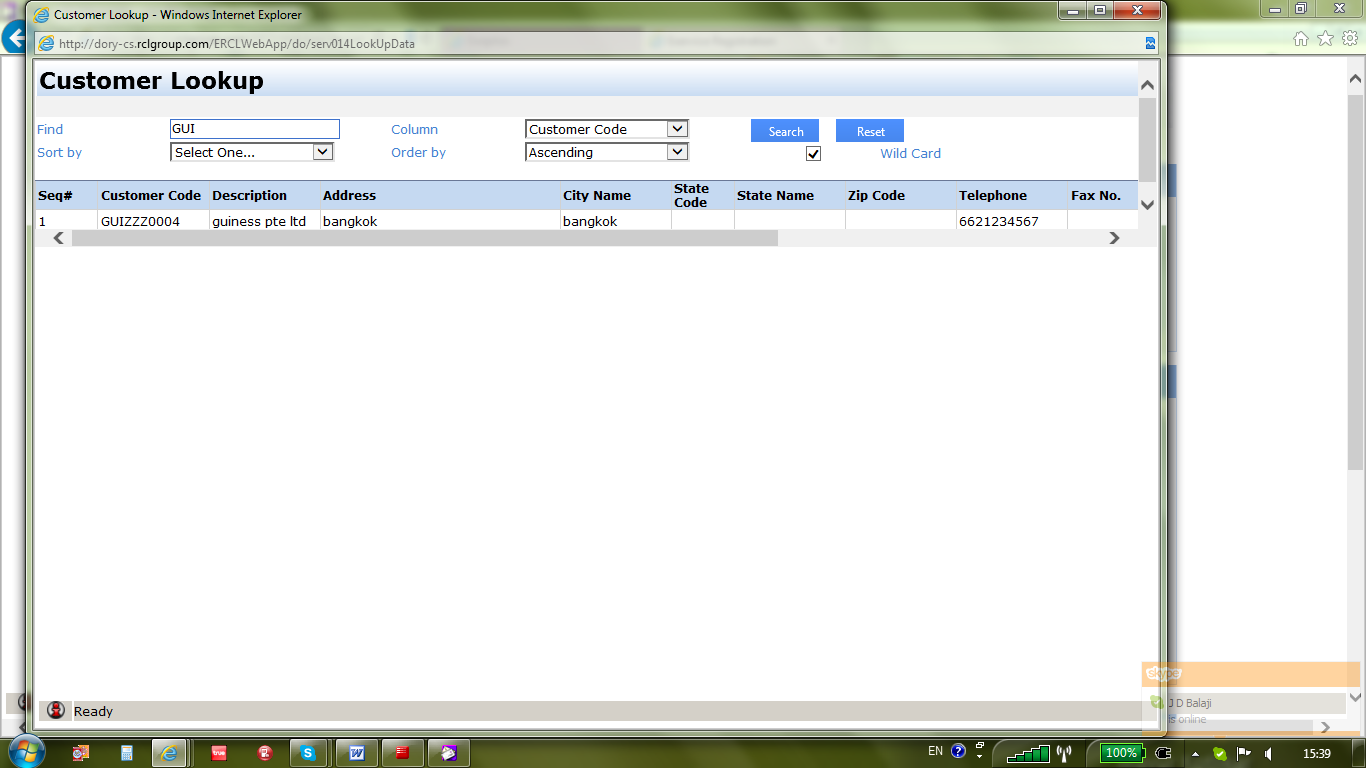 Customer Lookup - Windows Internet Explorer
http://dory-cs.rclgroup.com/ERCLWebApp/do/serv014LookUpData
Customer Lookup
Find GUI Column Customer Code Search Reset
Sort by Select One... Order by Ascending Wild Card
Seq# Customer Code Description Address City Name State Code State Name Zip Code Telephone Fax No.
1 GUIZZZ0004 guiness pte ltd bangkok bangkok 6621234567
skype
J D Balaji
is online
Ready
EN 100% 15:39